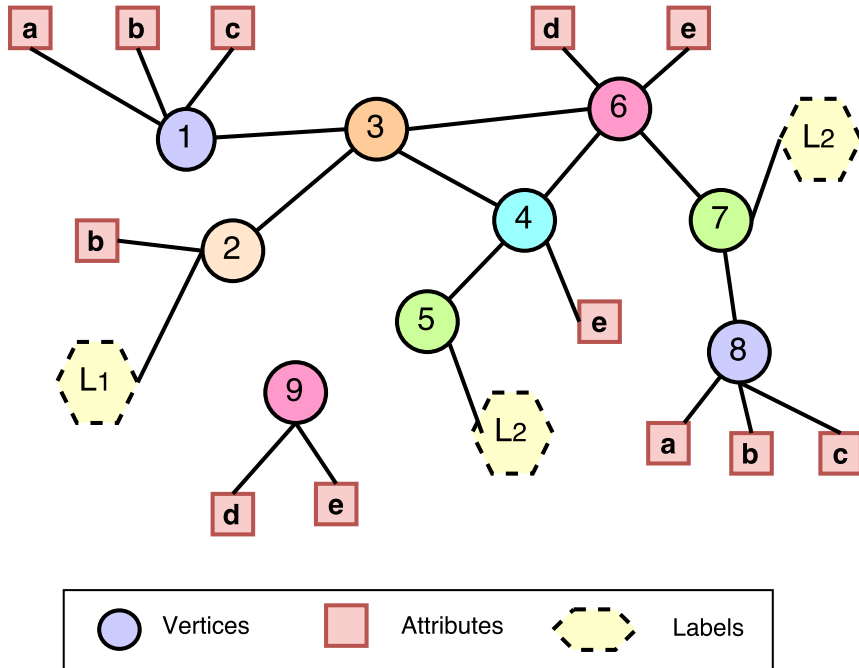 a b c d e
1 3 6 L2
b 2 4 7
5 e
L1 9 8
L2 a b c
d e
Vertices Attributes Labels